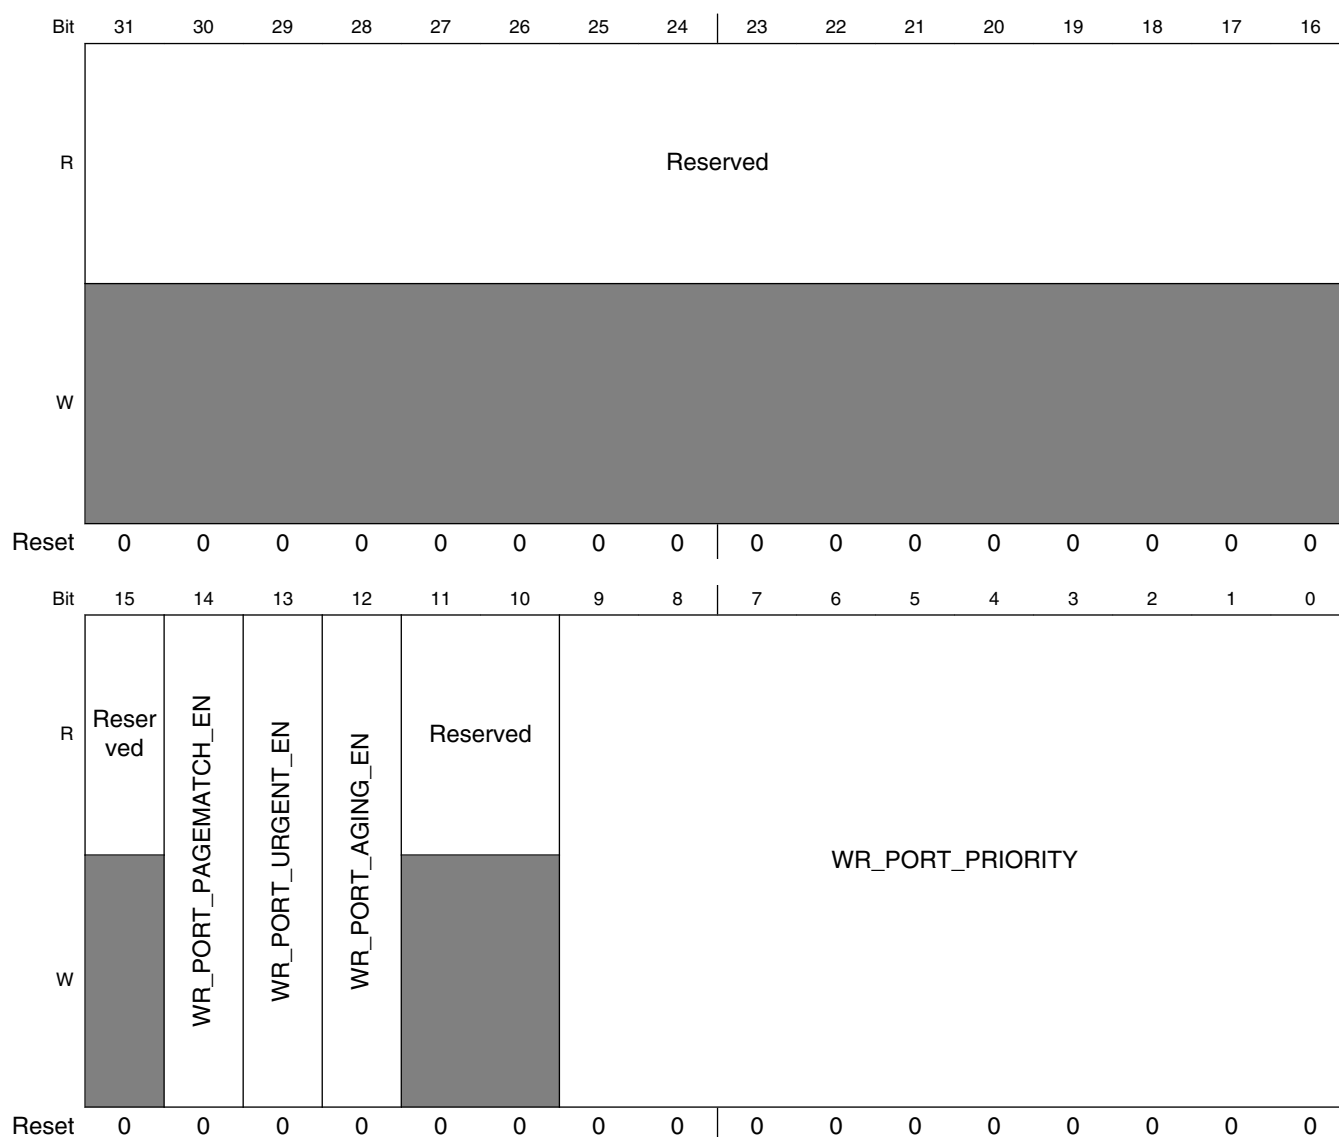 Bit 31 30 29 28 27 26 25 24 23 22 21 20 19 18 17 16
R Reserved
W
Reset 0 0 0 0 0 0 0 0 0 0 0 0 0 0 0 0
Bit 15 14 13 12 11 10 9 8 7 6 5 4 3 2 1 0
R
Reser
ved
WR_PORT_PAGEMATCH_EN
WR_PORT_URGENT_EN
WR_PORT_AGING_EN
Reserved
WR_PORT_PRIORITY
W
Reset 0 0 0 0 0 0 0 0 0 0 0 0 0 0 0 0